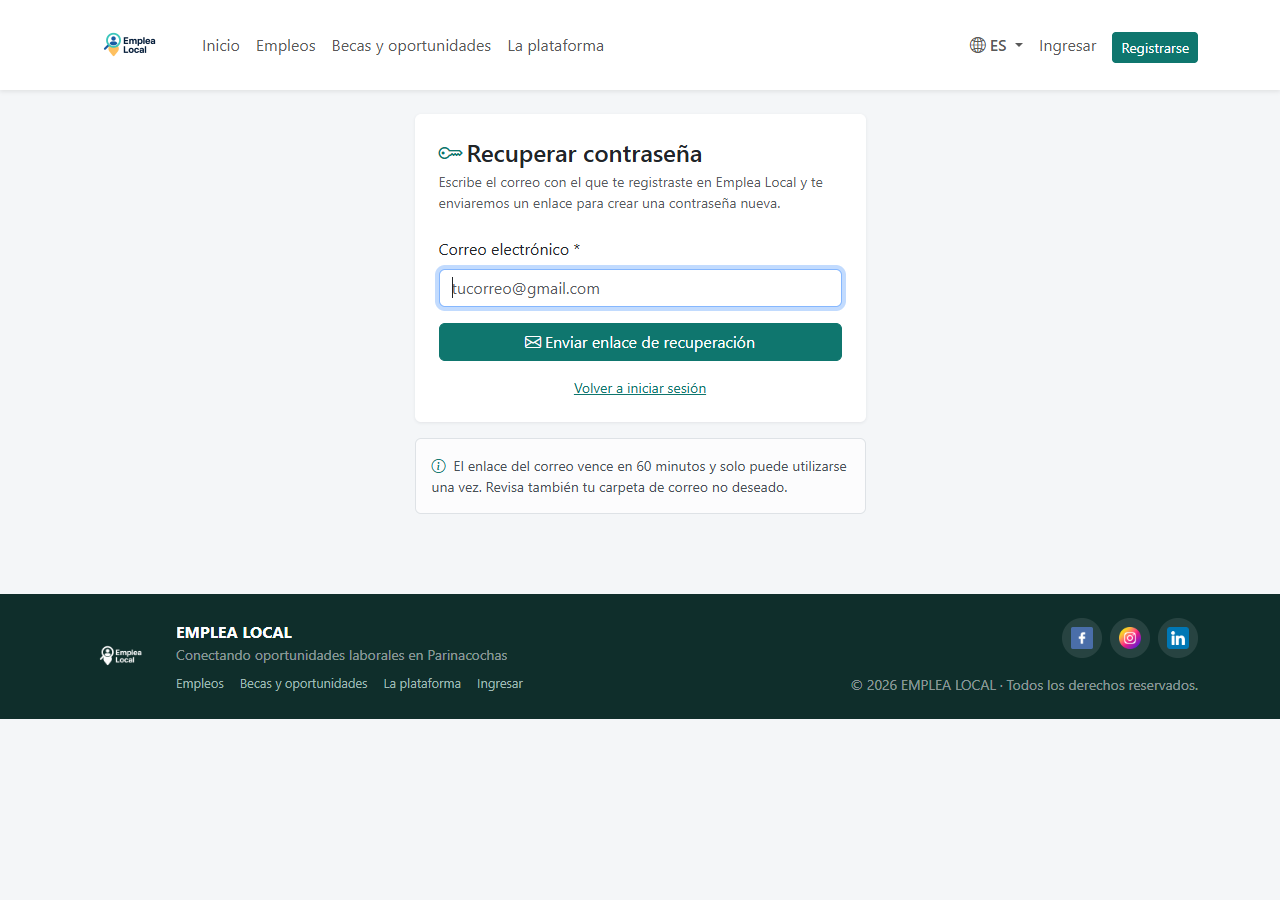 Emplea
Local
Inicio
Empleos
Becas y oportunidades
La plataforma
ES
Ingresar
Registrarse
Recuperar contraseña
Escribe el correo con el que te registraste en Emplea Local y te
enviaremos un enlace para crear una contraseña nueva.
Correo electrónico *
tucorreo@gmail.com
Enviar enlace de recuperación
Volver a iniciar sesión
El enlace del correo vence en 60 minutos y solo puede utilizarse
una vez. Revisa también tu carpeta de correo no deseado.
Emplea
Local
EMPLEA LOCAL
Conectando oportunidades laborales en Parinacochas
Empleos
Becas y oportunidades
La plataforma
Ingresar
© 2026 EMPLEA LOCAL · Todos los derechos reservados.